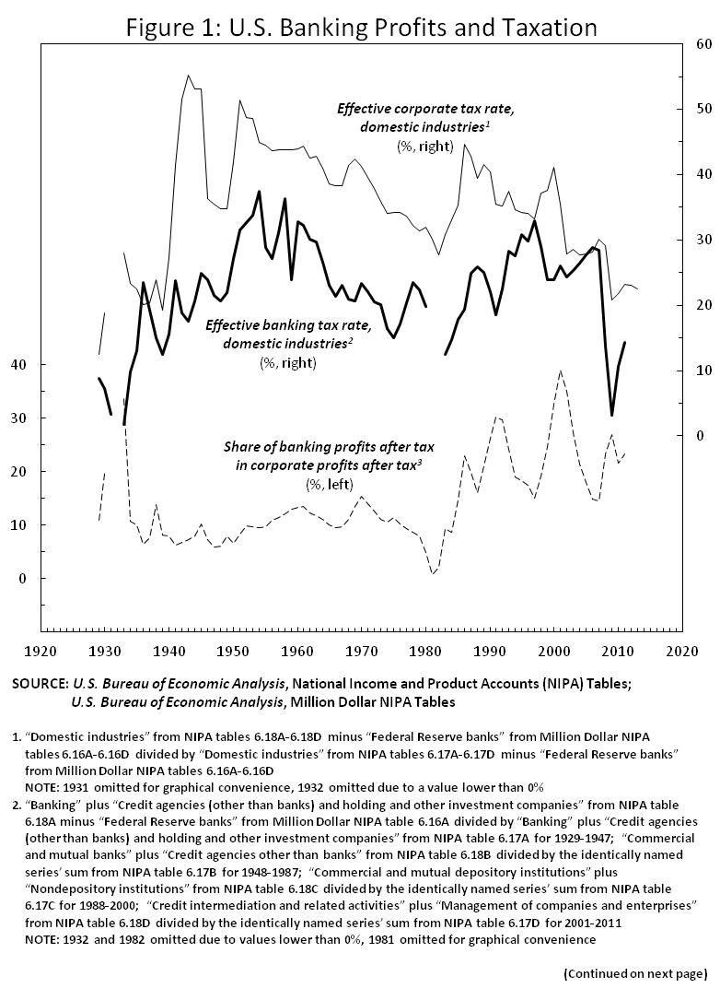 Figure 1: U.S. Banking Profits and Taxation
60
50
40
30
20
10
0
Effective corporate tax rate,
domestic industries1
(%, right)
Effective banking tax rate,
domestic industries2
(%, right)
40
30
20
10
0
Share of banking profits after tax
in corporate profits after tax3
(%, left)
1920 1930 1940 1950 1960 1970 1980 1990 2000 2010 2020
SOURCE: U.S. Bureau of Economic Analysis, National Income and Product Accounts (NIPA) Tables;
U.S. Bureau of Economic Analysis, Million Dollar NIPA Tables
1. "Domestic industries" from NIPA tables 6.18A-6.18D minus "Federal Reserve banks" from Million Dollar NIPA
tables 6.16A-6.16D divided by "Domestic industries" from NIPA tables 6.17A-6.17D minus "Federal Reserve banks"
from Million Dollar NIPA tables 6.16A-6.16D
NOTE: 1931 omitted for graphical convenience, 1932 omitted due to a value lower than 0%
2. "Banking" plus "Credit agencies (other than banks) and holding and other investment companies" from NIPA table
6.18A minus "Federal Reserve banks" from Million Dollar NIPA table 6.16A divided by "Banking" plus "Credit agencies
(other than banks) and holding and other investment companies" from NIPA table 6.17A for 1929-1947; "Commercial
and mutual banks" plus "Credit agencies other than banks" from NIPA table 6.18B divided by the identically named
series' sum from NIPA table 6.17B for 1948-1987; "Commercial and mutual depository institutions" plus
"Nondepository institutions" from NIPA table 6.18C divided by the identically named series' sum from NIPA table
6.17C for 1988-2000; "Credit intermediation and related activities" plus "Management of companies and enterprises"
from NIPA table 6.18D divided by the identically named series' sum from NIPA table 6.17D for 2001-2011
NOTE: 1932 and 1982 omitted due to values lower than 0%, 1981 omitted for graphical convenience
(Continued on next page)